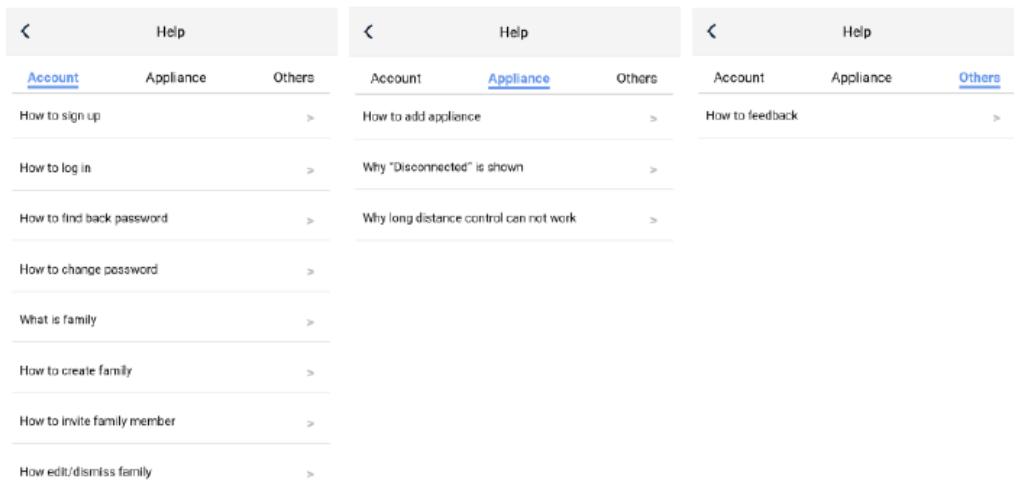 Help
Account Appliance Others
How to sign up >
How to log in >
How to find back password >
How to change password >
What is family >
How to create family >
How to invite family member >
How edit/dismiss family >
Help
Account Appliance Others
How to add appliance >
Why "Disconnected" is shown >
Why long distance control can not work >
Help
Account Appliance Others
How to feedback >